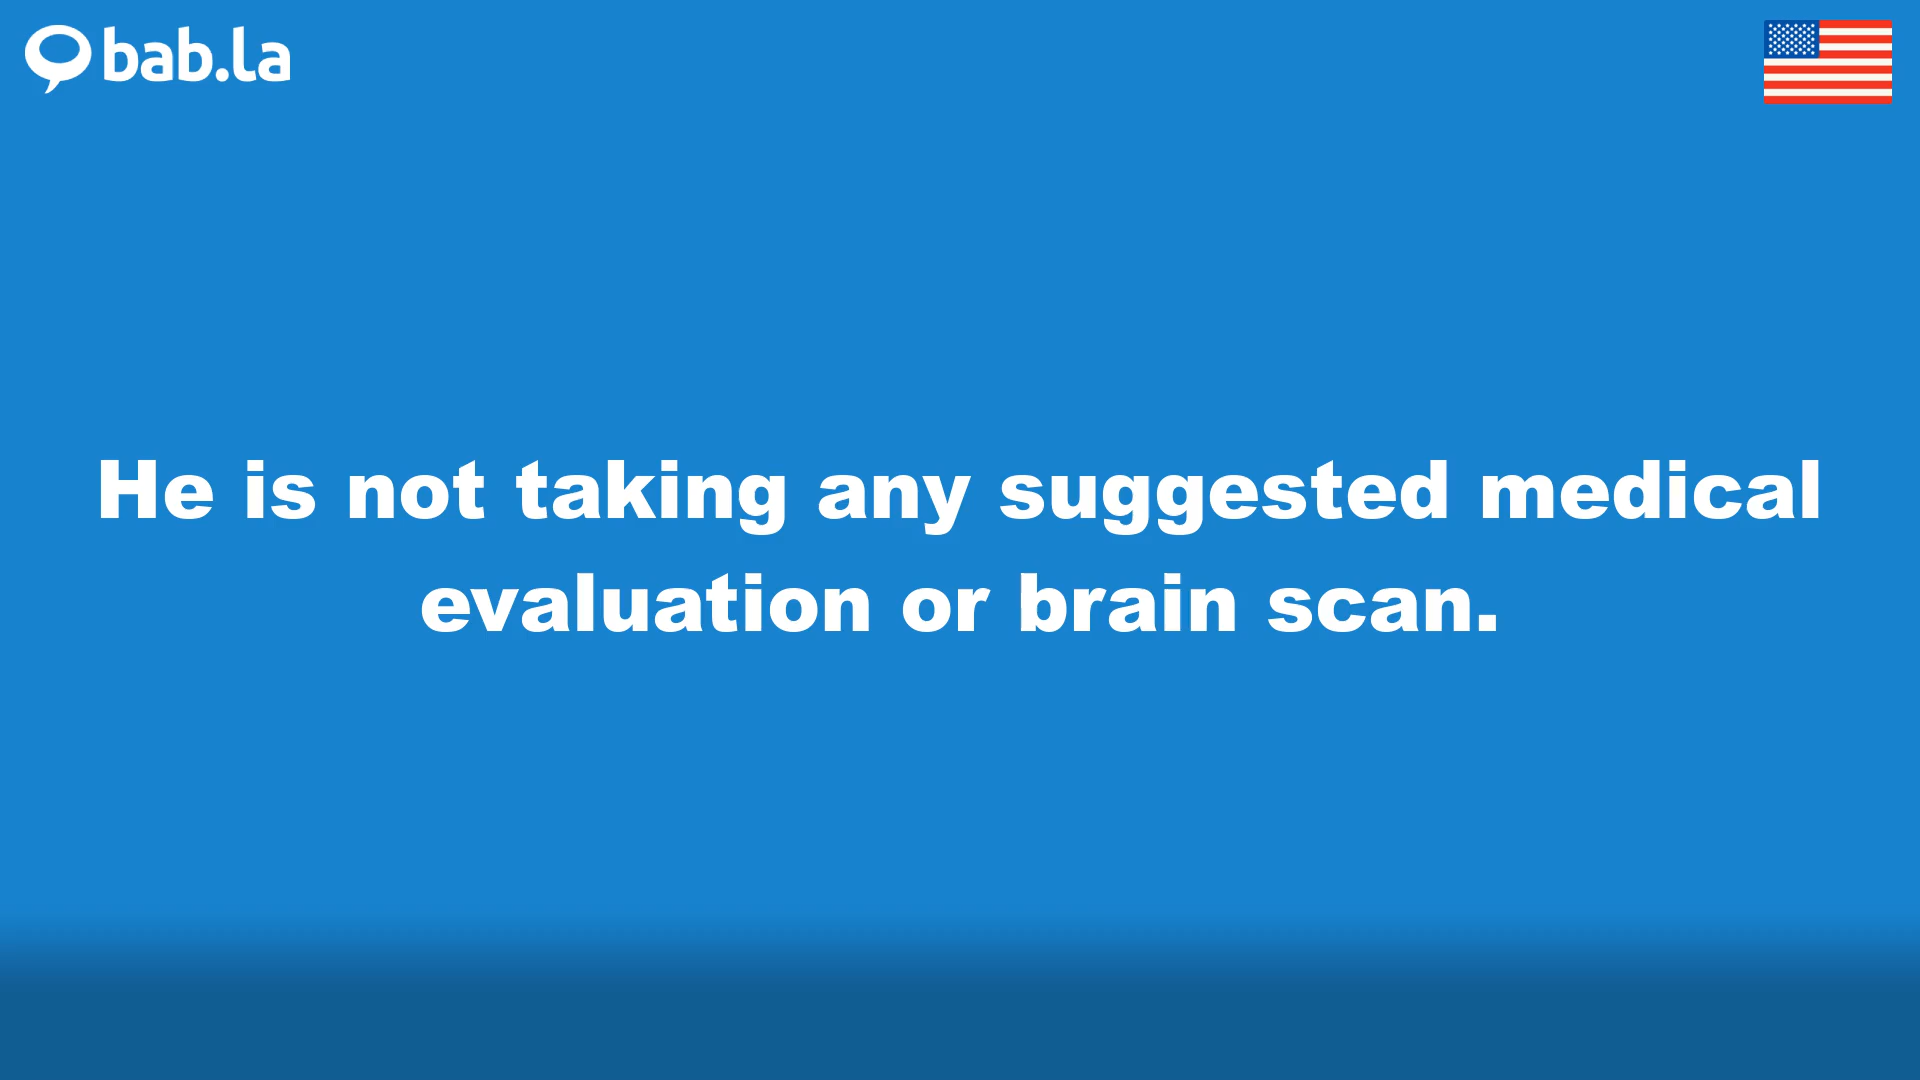 bab.la
He is not taking any suggested medical
evaluation or brain scan.